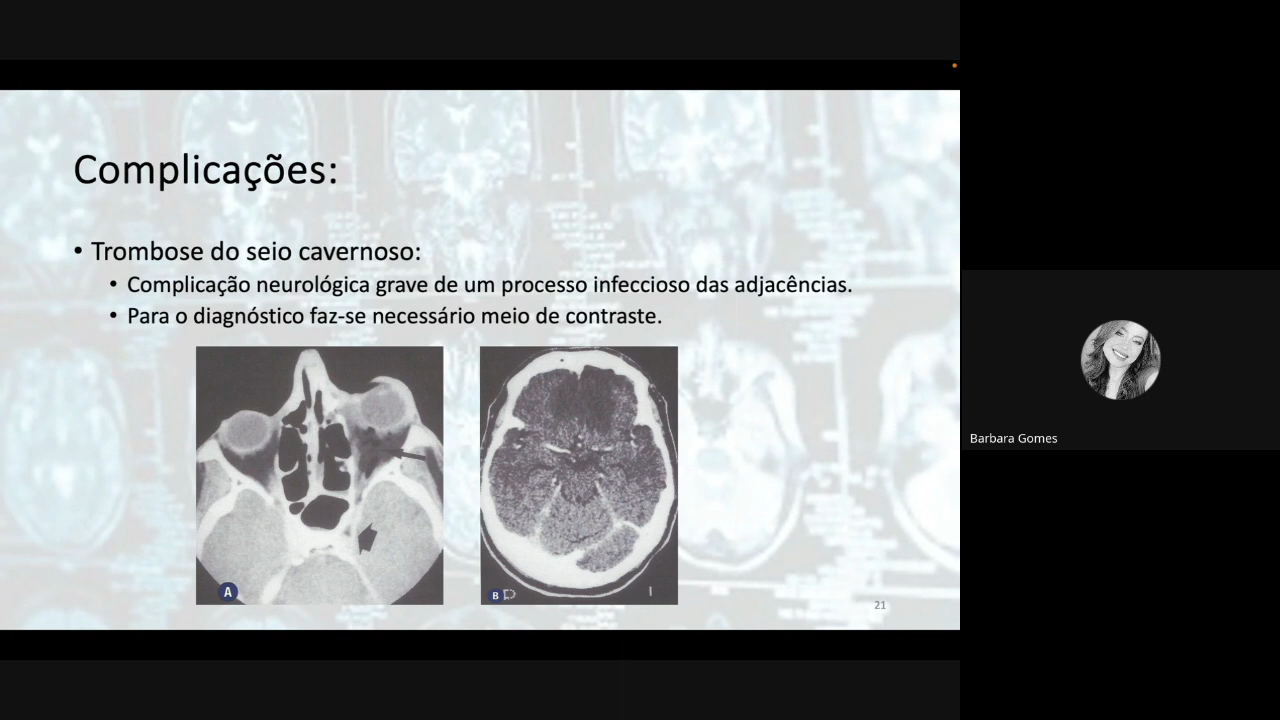 Complicações:
• Trombose do seio cavernoso:
• Complicação neurológica grave de um processo infeccioso das adjacências.
• Para o diagnóstico faz-se necessário meio de contraste.
A
B
21
Barbara Gomes